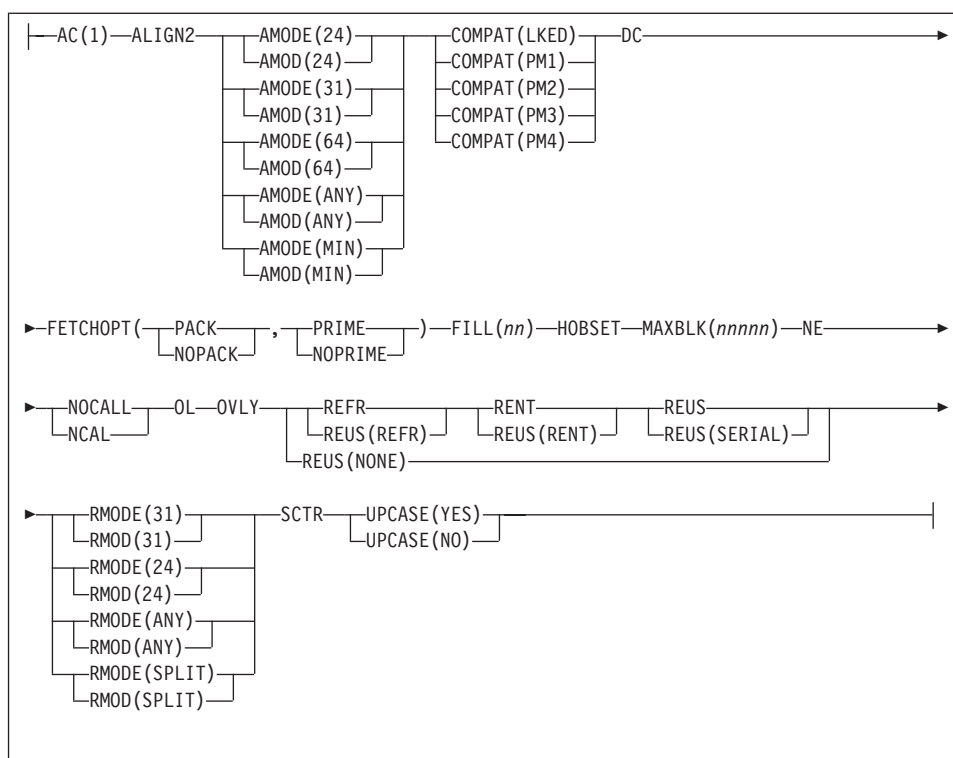 AC(1) ALIGN2 AMODE(24) COMPAT(LKED) DC
AMOD(24) COMPAT(PM1)
AMODE(31) COMPAT(PM2)
AMOD(31) COMPAT(PM3)
AMODE(64) COMPAT(PM4)
AMOD(64)
AMODE(ANY)
AMOD(ANY)
AMODE(MIN)
AMOD(MIN)
FETCHOPT( PACK , PRIME ) FILL(nn) HOBSET MAXBLK(nnnnn) NE
NOPACK NOPRIME
NOCALL OL OVLY REFR RENT REUS
NCAL REUS(REFR) REUS(RENT) REUS(SERIAL)
REUS(NONE)
RMODE(31) SCTR UPCASE(YES)
RMOD(31) UPCASE(NO)
RMODE(24)
RMOD(24)
RMODE(ANY)
RMOD(ANY)
RMODE(SPLIT)
RMOD(SPLIT)